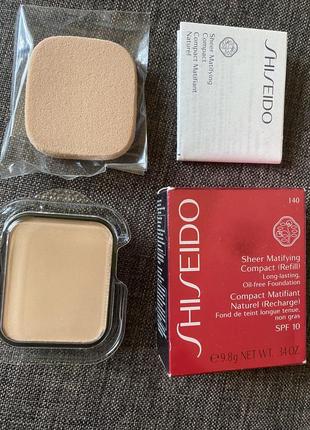 Sheer Matifying
Compact
Compact Matifiant
Naturel
SHISEIDO
SHISEIDO
140
Sheer Matifying
Compact (Refill)
Long-lasting,
Oil-free Foundation
Compact Matifiant
Naturel (Recharge)
Fond de teint longue tenue,
non gras
SPF 10
℮9.8g NET WT. .34 OZ.